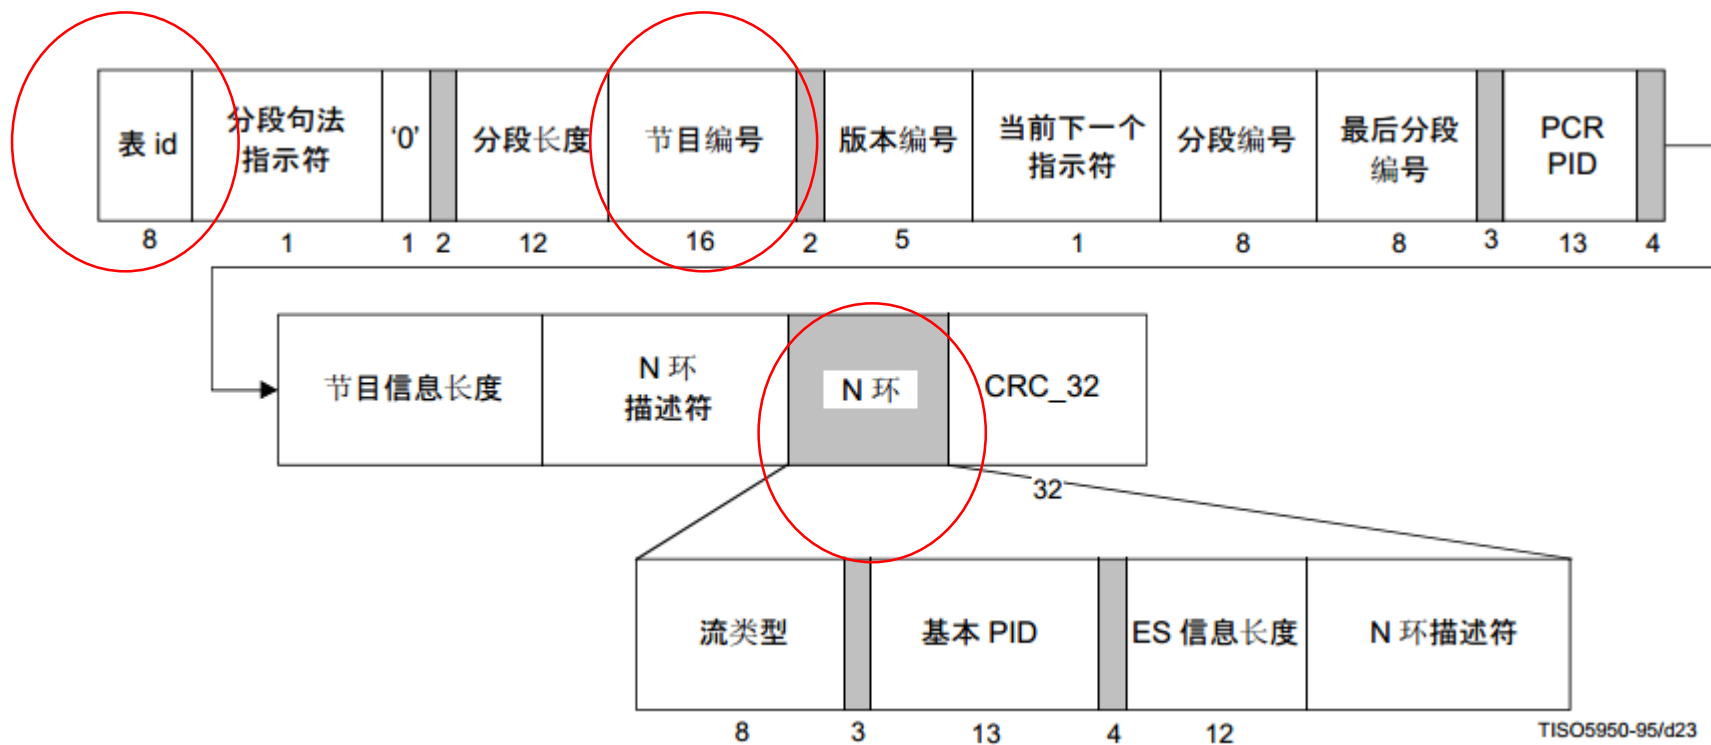 表 id
分段句法
指示符
‘0’
分段长度
节目编号
版本编号
当前下一个
指示符
分段编号
最后分段
编号
PCR
PID
8
1
1
2
12
16
2
5
1
8
8
3
13
4
节目信息长度
N 环
描述符
N 环
CRC_32
32
流类型
基本 PID
ES 信息长度
N 环描述符
8
3
13
4
12
TISO5950-95/d23